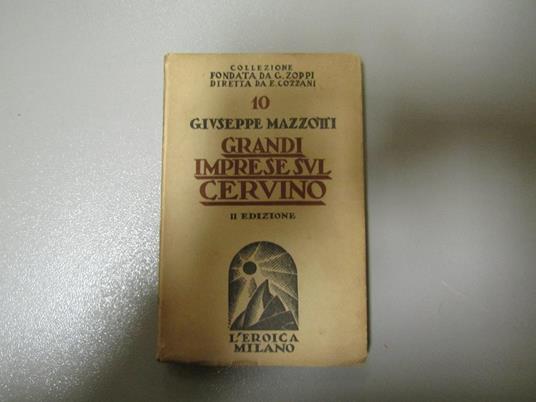 COLLEZIONE
FONDATA DA G. ZOPPI
DIRETTA DA E. COZZANI
10
GIVSEPPE MAZZOTTI
GRANDI
IMPRESE SVL
CERVINO
II EDIZIONE
L'EROICA
MILANO